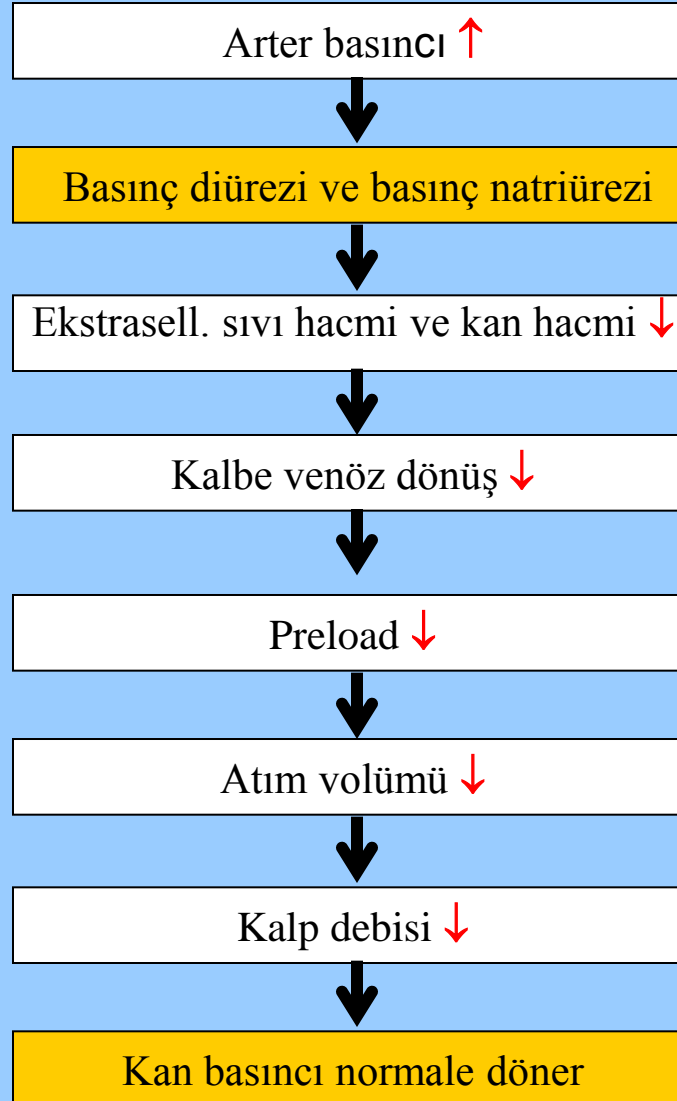 Arter basıncı ↑
Basınç diürezi ve basınç natriürezi
Ekstrasell. sıvı hacmi ve kan hacmi ↓
Kalbe venöz dönüş ↓
Preload ↓
Atım volümü ↓
Kalp debisi ↓
Kan basıncı normale döner